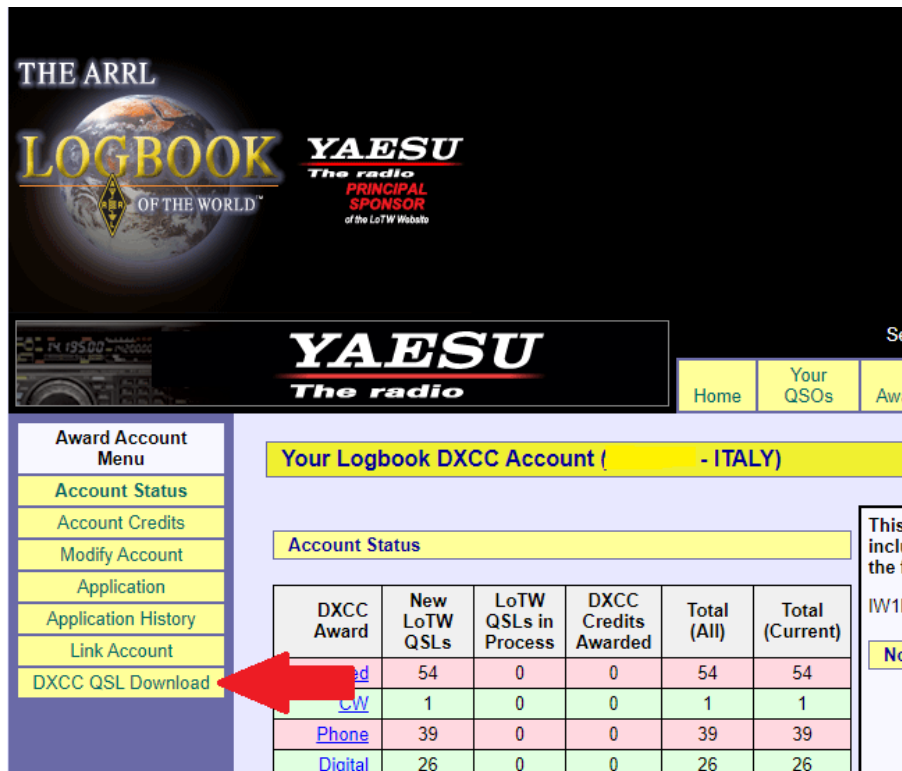 THE ARRL
LOGBOOK
OF THE WORLD™
YAESU
The radio
PRINCIPAL
SPONSOR
of the LoTW Website
YAESU
The radio
Home
Your
QSOs
Award Account
Menu
Account Status
Account Credits
Modify Account
Application
Application History
Link Account
DXCC QSL Download
Your Logbook DXCC Account (
- ITALY)
Account Status
DXCC
Award
New
LoTW
QSLs
LoTW
QSLs in
Process
DXCC
Credits
Awarded
Total
(All)
Total
(Current)
54 0 0 54 54
CW 1 0 0 1 1
Phone 39 0 0 39 39
Digital 26 0 0 26 26
the